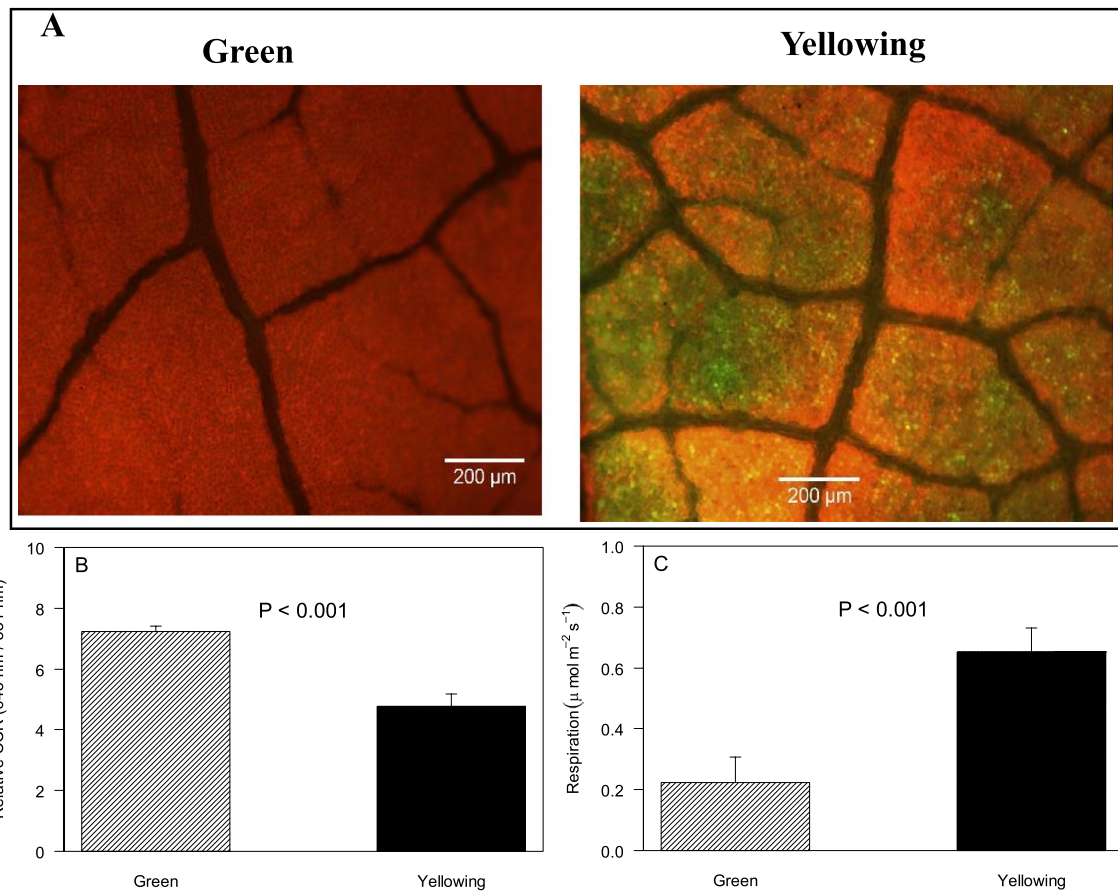 A
Green
Yellowing
200 μm
200 μm
B
P < 0.001
10
8
6
4
2
0
Green
Yellowing
C
P < 0.001
Respiration (μ mol m⁻² s⁻¹)
1.0
0.8
0.6
0.4
0.2
0.0
Green
Yellowing